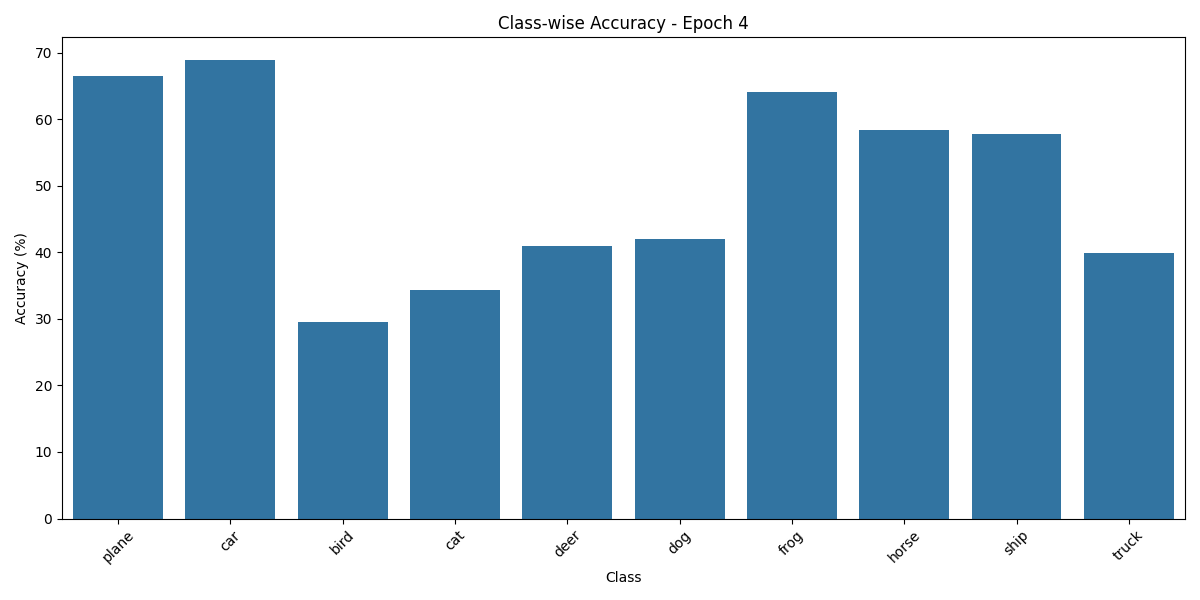 Class-wise Accuracy - Epoch 4
Accuracy (%)
70
60
50
40
30
20
10
0
plane
car
bird
cat
deer
dog
frog
horse
ship
truck
Class